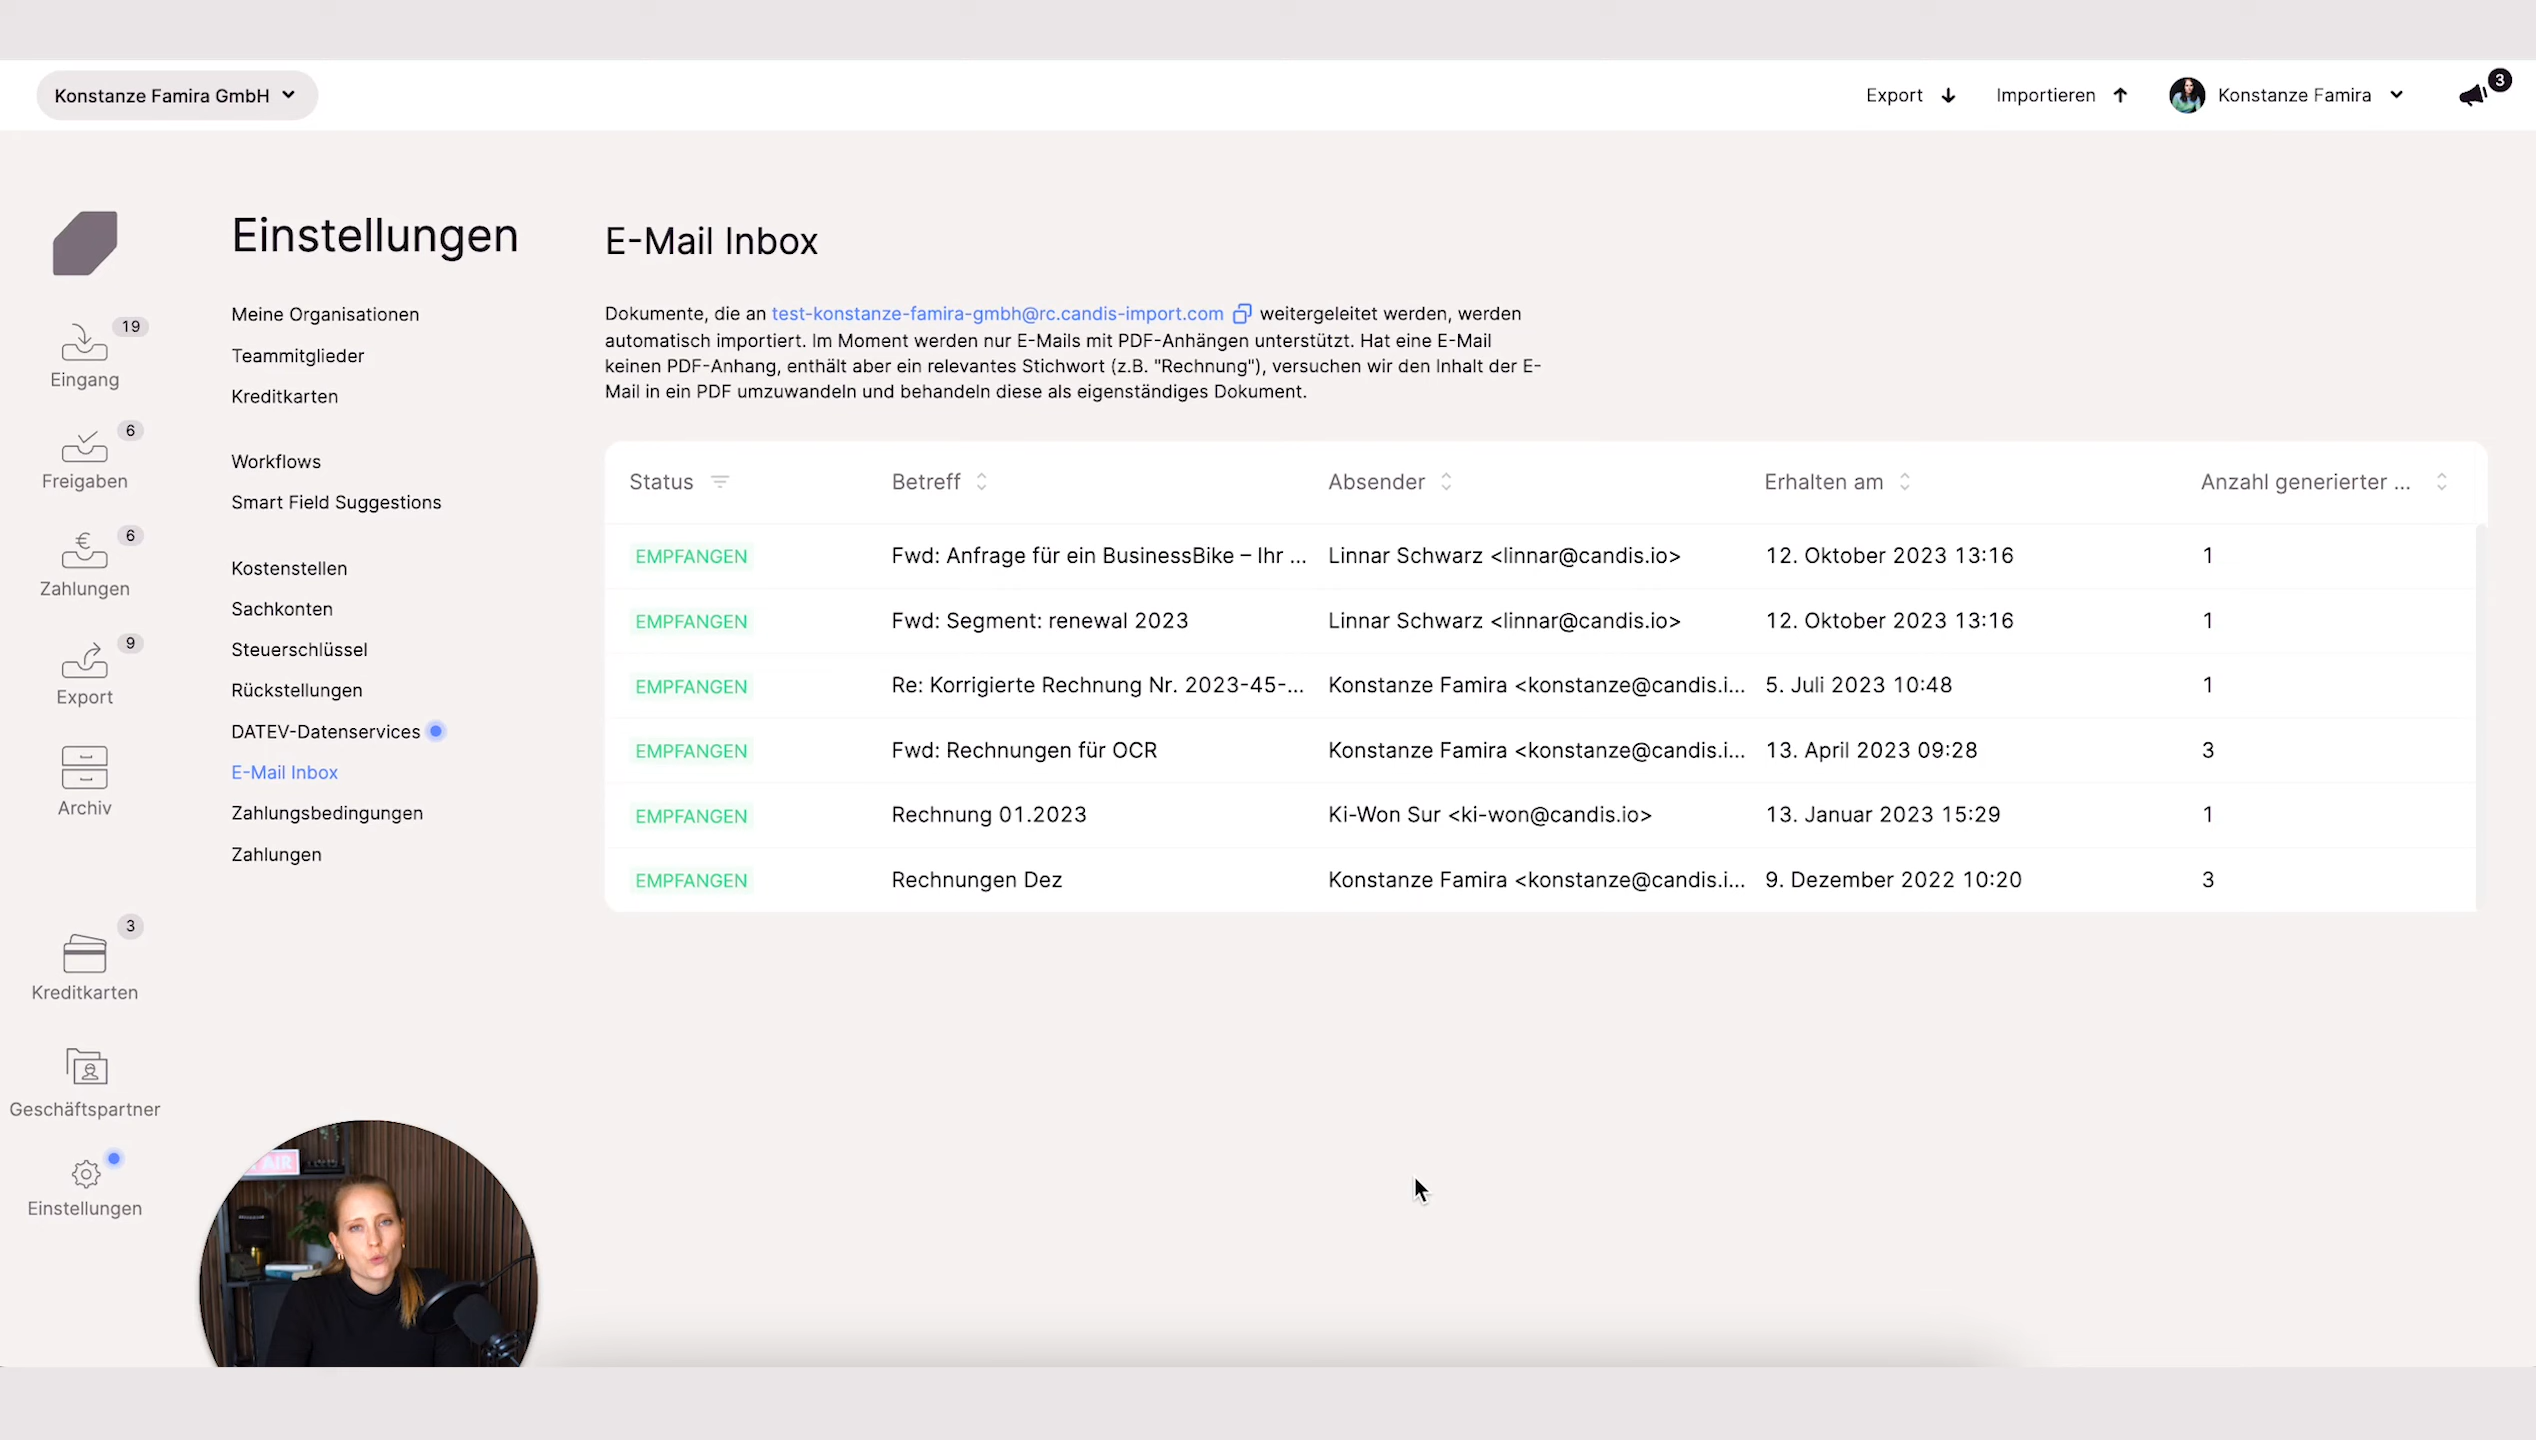 Konstanze Famira GmbH
Export
Importieren
Konstanze Famira
3
Einstellungen
E-Mail Inbox
19
Eingang
6
Freigaben
6
Zahlungen
9
Export
Archiv
3
Kreditkarten
Geschäftspartner
Einstellungen
Meine Organisationen
Teammitglieder
Kreditkarten
Workflows
Smart Field Suggestions
Kostenstellen
Sachkonten
Steuerschlüssel
Rückstellungen
DATEV-Datenservices
E-Mail Inbox
Zahlungsbedingungen
Zahlungen
Dokumente, die an test-konstanze-famira-gmbh@rc.candis-import.com weitergeleitet werden, werden
automatisch importiert. Im Moment werden nur E-Mails mit PDF-Anhängen unterstützt. Hat eine E-Mail
keinen PDF-Anhang, enthält aber ein relevantes Stichwort (z.B. "Rechnung"), versuchen wir den Inhalt der E-
Mail in ein PDF umzuwandeln und behandeln diese als eigenständiges Dokument.
Status Betreff Absender Erhalten am Anzahl generierter ...
EMPFANGEN Fwd: Anfrage für ein BusinessBike – Ihr ... Linnar Schwarz <linnar@candis.io> 12. Oktober 2023 13:16 1
EMPFANGEN Fwd: Segment: renewal 2023 Linnar Schwarz <linnar@candis.io> 12. Oktober 2023 13:16 1
EMPFANGEN Re: Korrigierte Rechnung Nr. 2023-45-... Konstanze Famira <konstanze@candis.i... 5. Juli 2023 10:48 1
EMPFANGEN Fwd: Rechnungen für OCR Konstanze Famira <konstanze@candis.i... 13. April 2023 09:28 3
EMPFANGEN Rechnung 01.2023 Ki-Won Sur <ki-won@candis.io> 13. Januar 2023 15:29 1
EMPFANGEN Rechnungen Dez Konstanze Famira <konstanze@candis.i... 9. Dezember 2022 10:20 3
AIR